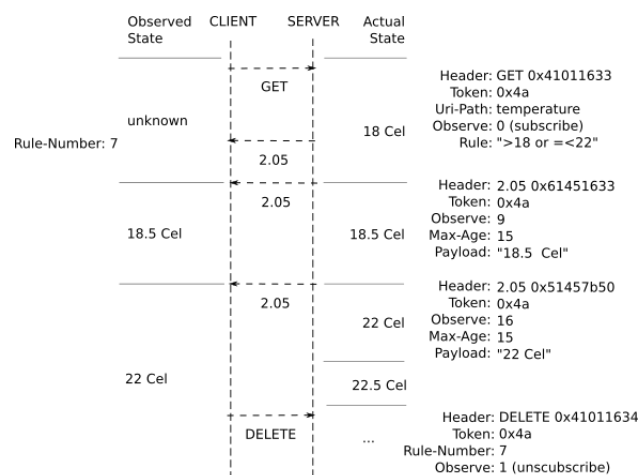 Observed State
CLIENT
SERVER
Actual State
GET
Header: GET 0x41011633
Token: 0x4a
Uri-Path: temperature
Observe: 0 (subscribe)
Rule: ">18 or =<22"
unknown
18 Cel
Rule-Number: 7
2.05
2.05
Header: 2.05 0x61451633
Token: 0x4a
Observe: 9
Max-Age: 15
Payload: "18.5 Cel"
18.5 Cel
18.5 Cel
2.05
Header: 2.05 0x51457b50
Token: 0x4a
Observe: 16
Max-Age: 15
Payload: "22 Cel"
22 Cel
22 Cel
22.5 Cel
DELETE
...
Header: DELETE 0x41011634
Token: 0x4a
Rule-Number: 7
Observe: 1 (unscubscribe)